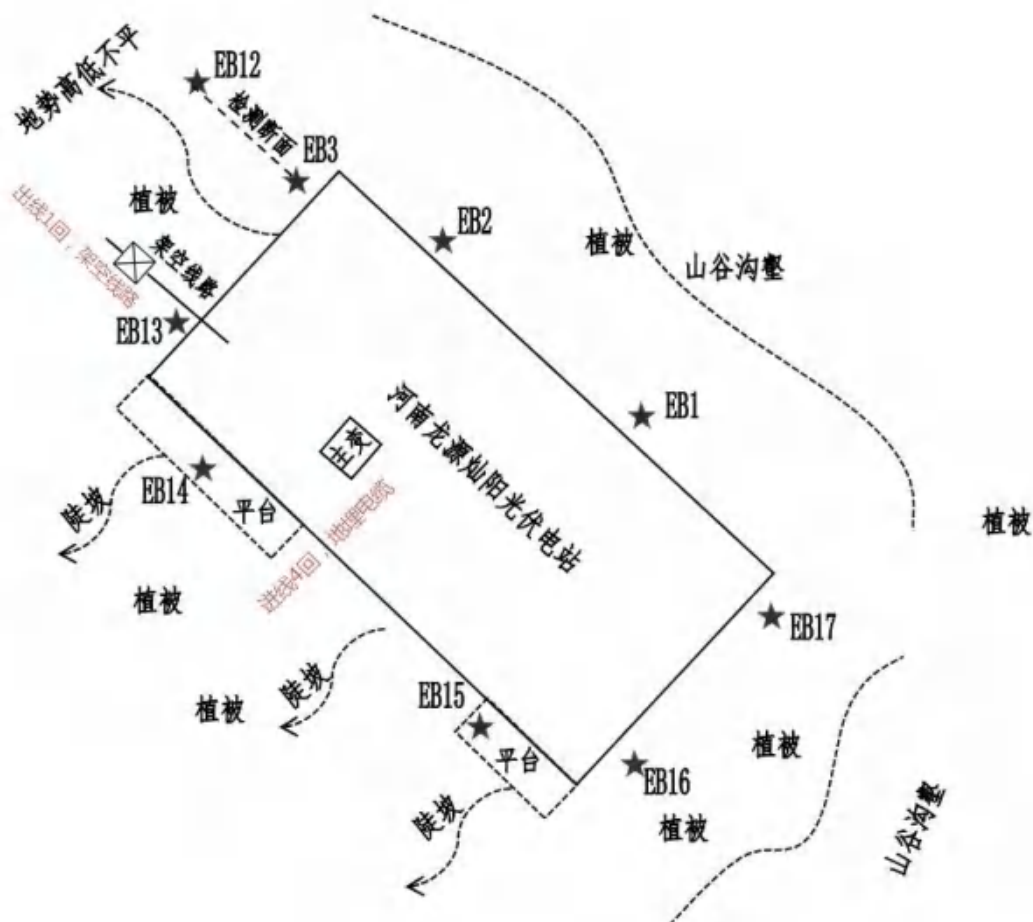 地势高低不平
EB12
检测断面
EB3
植被
EB2
植被
山谷沟壑
出线1回，架空线路
架空线路
EB13
EB1
河南龙源灿阳光伏电站
主变
EB14
陡坡
平台
进线4回，地理电缆
植被
植被
EB17
陡坡
植被
EB15
平台
植被
EB16
陡坡
植被
山谷沟壑